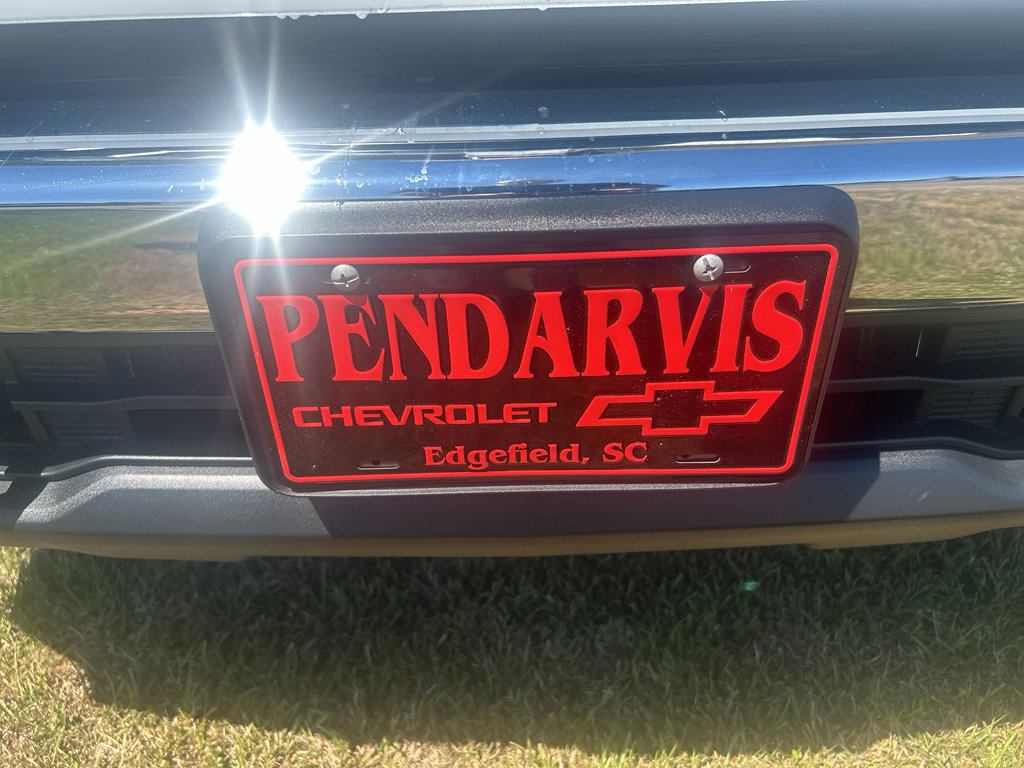 PENDARVIS
CHEVROLET
Edgefield, SC